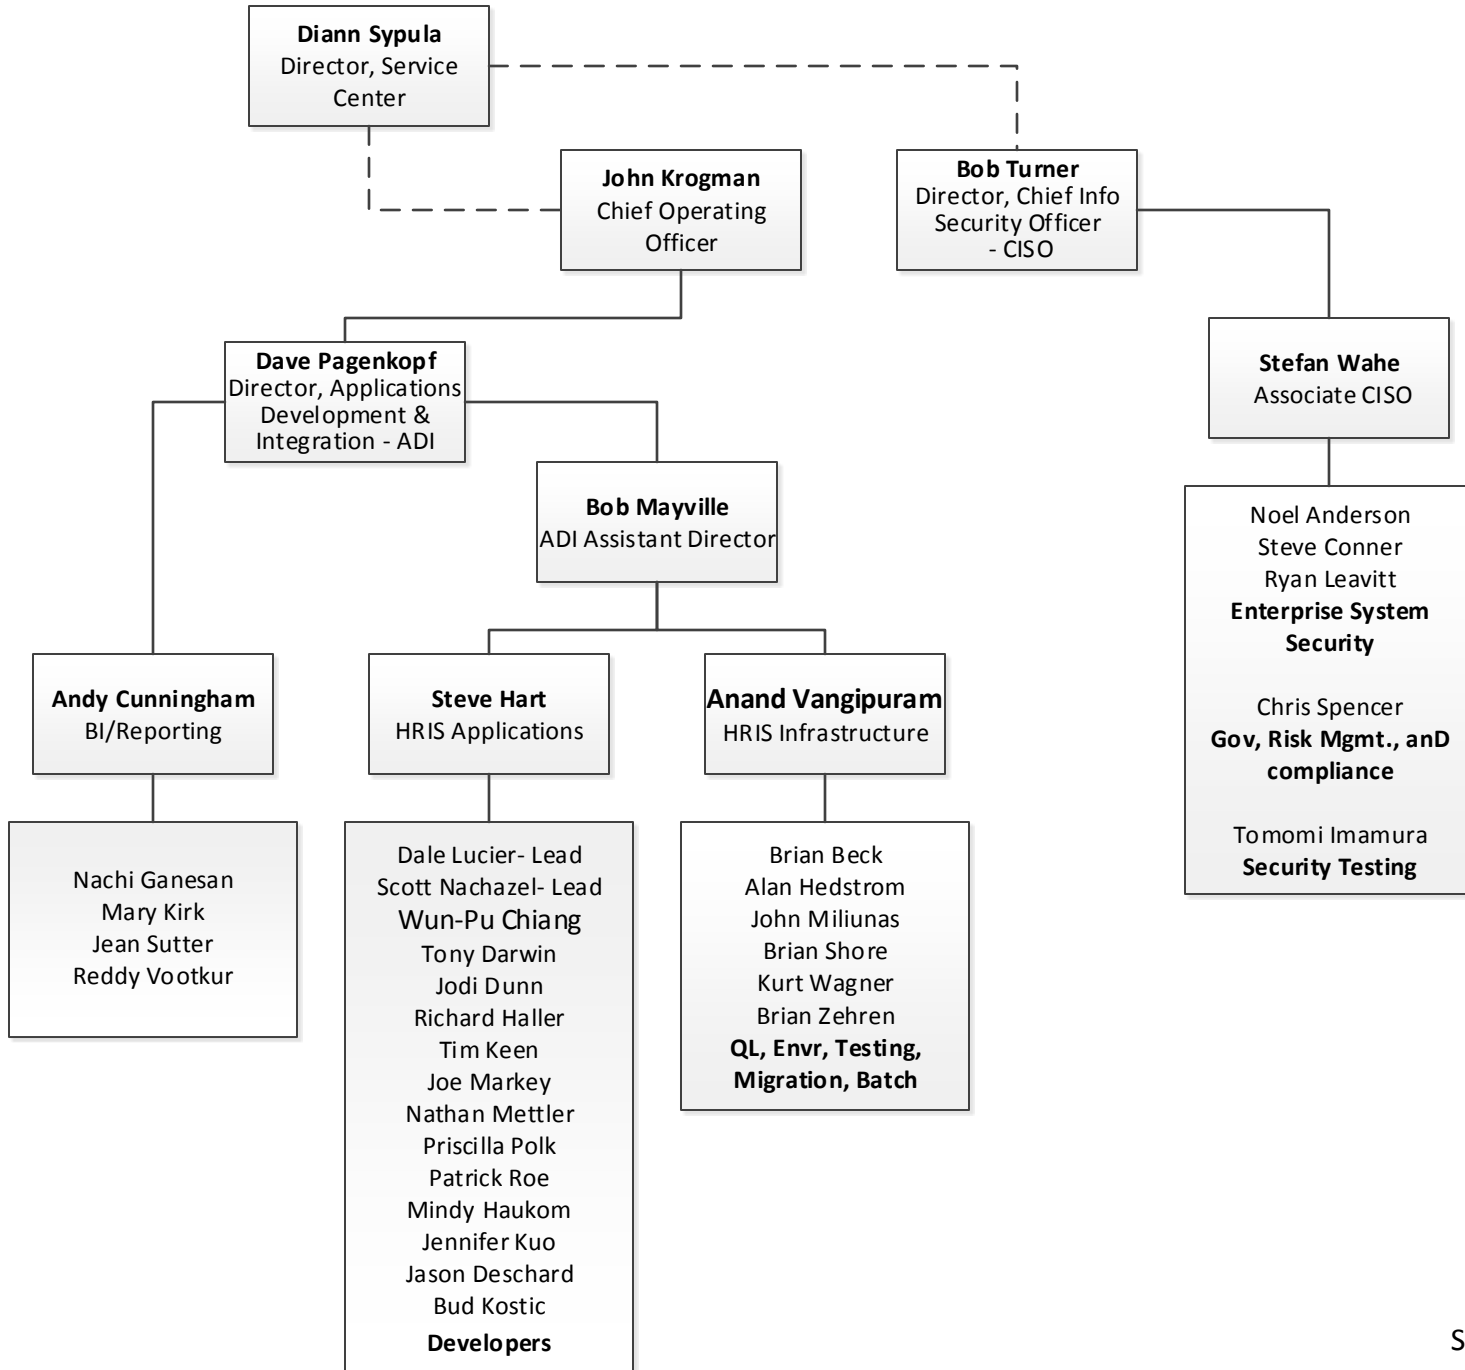 Diann Sypula
Director, Service
Center
John Krogman
Chief Operating
Officer
Bob Turner
Director, Chief Info
Security Officer
- CISO
Dave Pagenkopf
Director, Applications
Development &
Integration - ADI
Stefan Wahe
Associate CISO
Bob Mayville
ADI Assistant Director
Andy Cunningham
BI/Reporting
Steve Hart
HRIS Applications
Anand Vangipuram
HRIS Infrastructure
Noel Anderson
Steve Conner
Ryan Leavitt
Enterprise System
Security
Chris Spencer
Gov, Risk Mgmt., anD
compliance
Tomomi Imamura
Security Testing
Nachi Ganesan
Mary Kirk
Jean Sutter
Reddy Vootkur
Dale Lucier- Lead
Scott Nachazel- Lead
Wun-Pu Chiang
Tony Darwin
Jodi Dunn
Richard Haller
Tim Keen
Joe Markey
Nathan Mettler
Priscilla Polk
Patrick Roe
Mindy Haukom
Jennifer Kuo
Jason Deschard
Bud Kostic
Developers
Brian Beck
Alan Hedstrom
John Miliunas
Brian Shore
Kurt Wagner
Brian Zehren
QL, Envr, Testing,
Migration, Batch
S